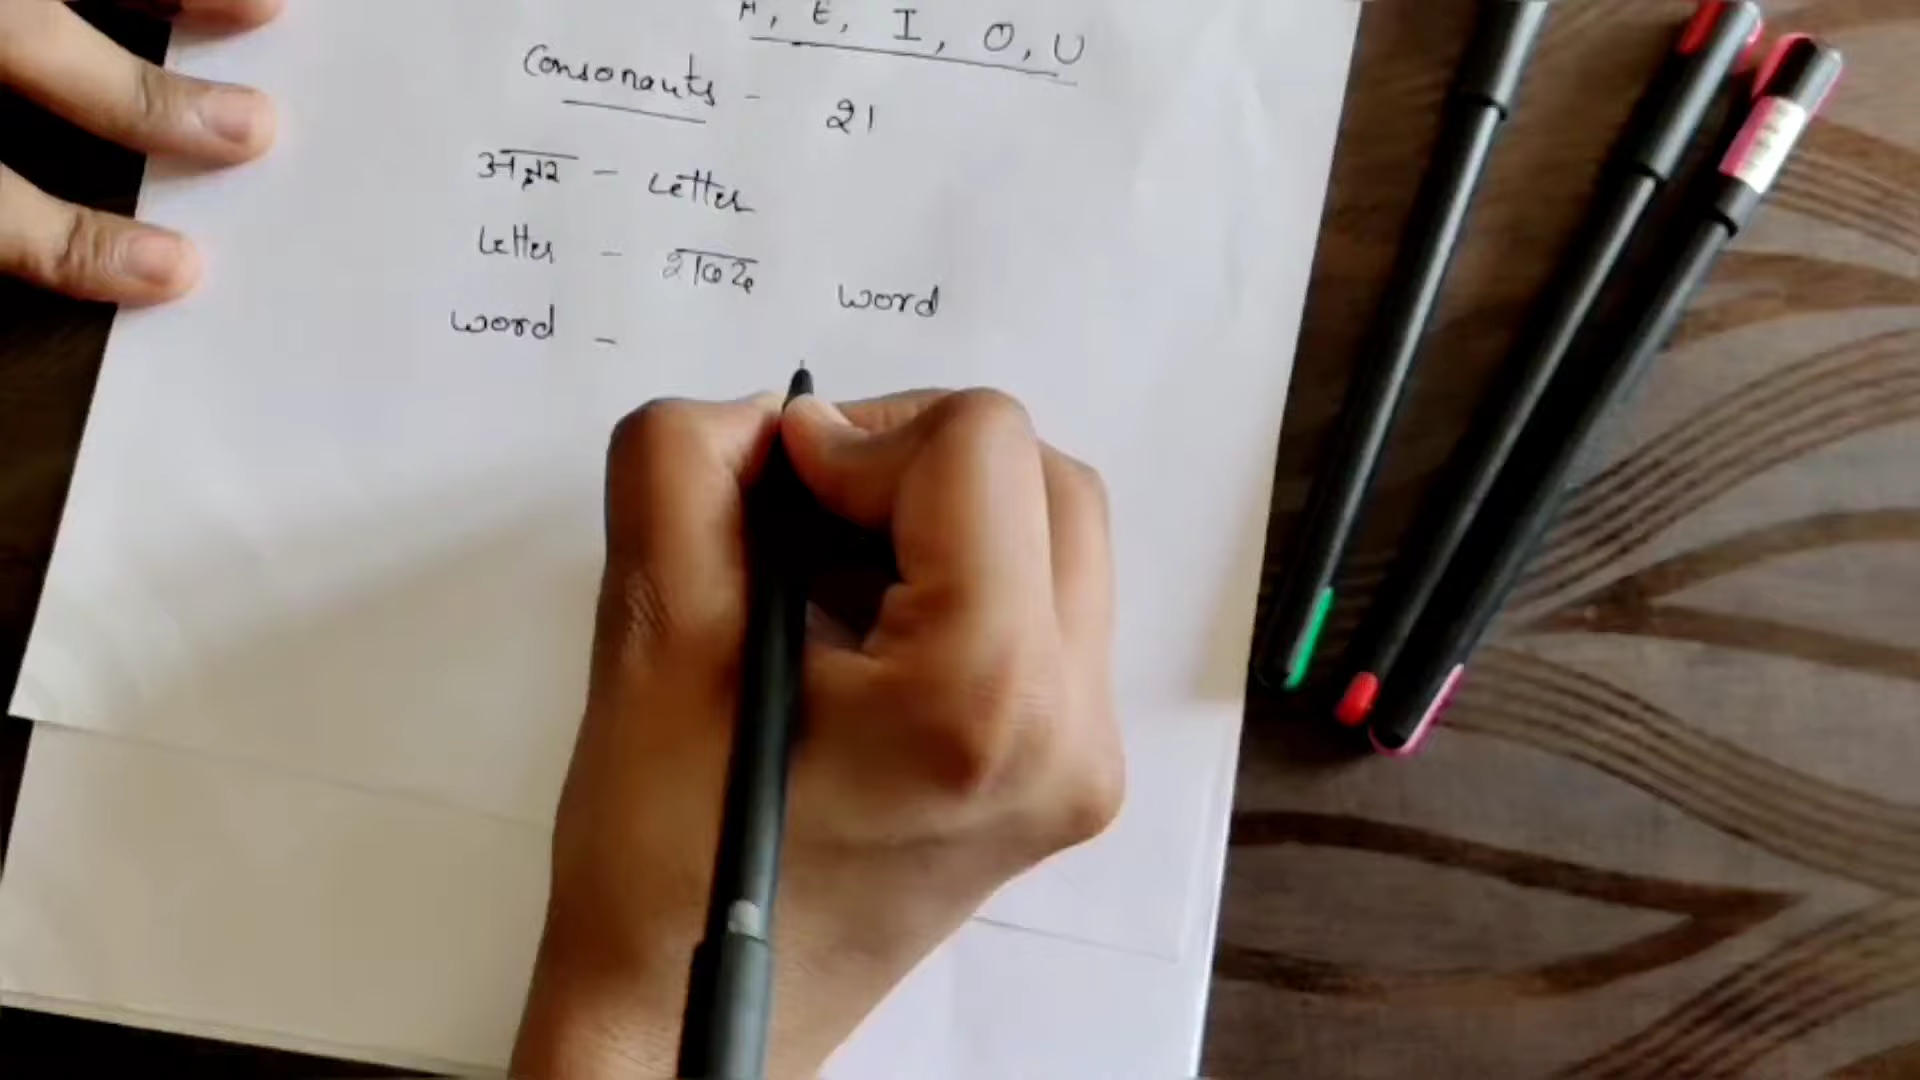 A, E, I, O, U
Consonants - 21
अक्षर - Letter
Letter - शब्द word
word -